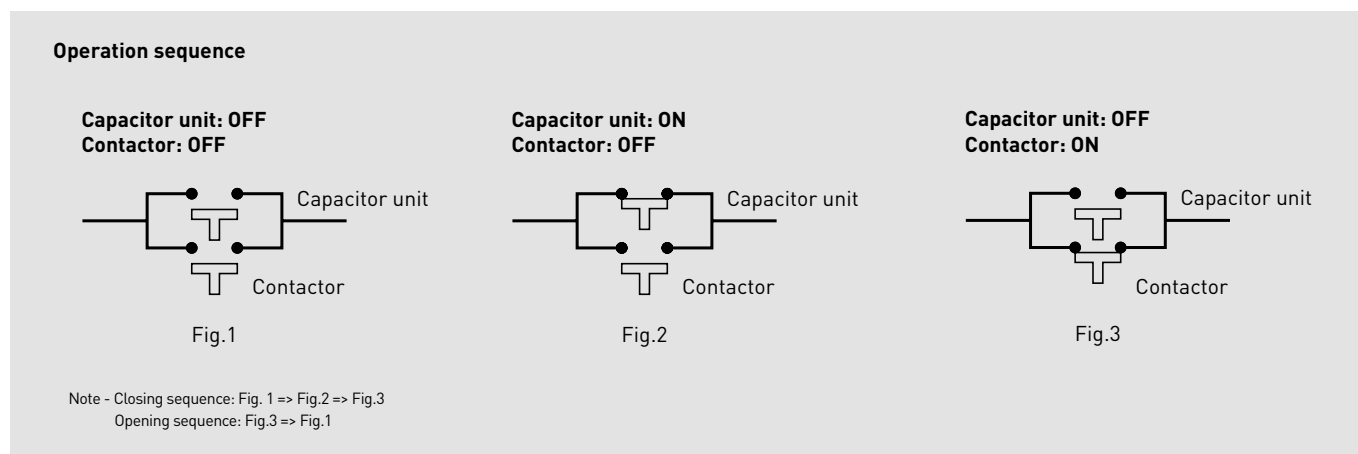 Operation sequence
Capacitor unit: OFF
Contactor: OFF
Capacitor unit
Contactor
Fig.1
Capacitor unit: ON
Contactor: OFF
Capacitor unit
Contactor
Fig.2
Capacitor unit: OFF
Contactor: ON
Capacitor unit
Contactor
Fig.3
Note - Closing sequence: Fig. 1 => Fig.2 => Fig.3
Opening sequence: Fig.3 => Fig.1